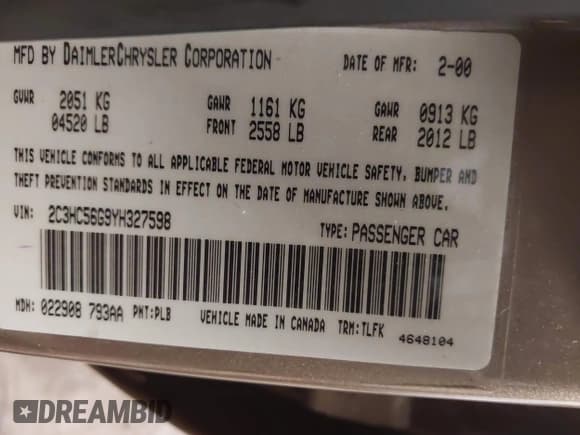 MFD BY DAIMLERCHRYSLER CORPORATION DATE OF MFR: 2-00
GVWR 2051 KG GAWR 1161 KG GAWR 0913 KG
04520 LB FRONT 2558 LB REAR 2012 LB
THIS VEHICLE CONFORMS TO ALL APPLICABLE FEDERAL MOTOR VEHICLE SAFETY, BUMPER AND
THEFT PREVENTION STANDARDS IN EFFECT ON THE DATE OF MANUFACTURE SHOWN ABOVE.
VIN: 2C3HC56G9YH327598 TYPE: PASSENGER CAR
MDH: 022908 793AA PNT:PLB VEHICLE MADE IN CANADA TRM:TLFK 4648104
DREAMBID